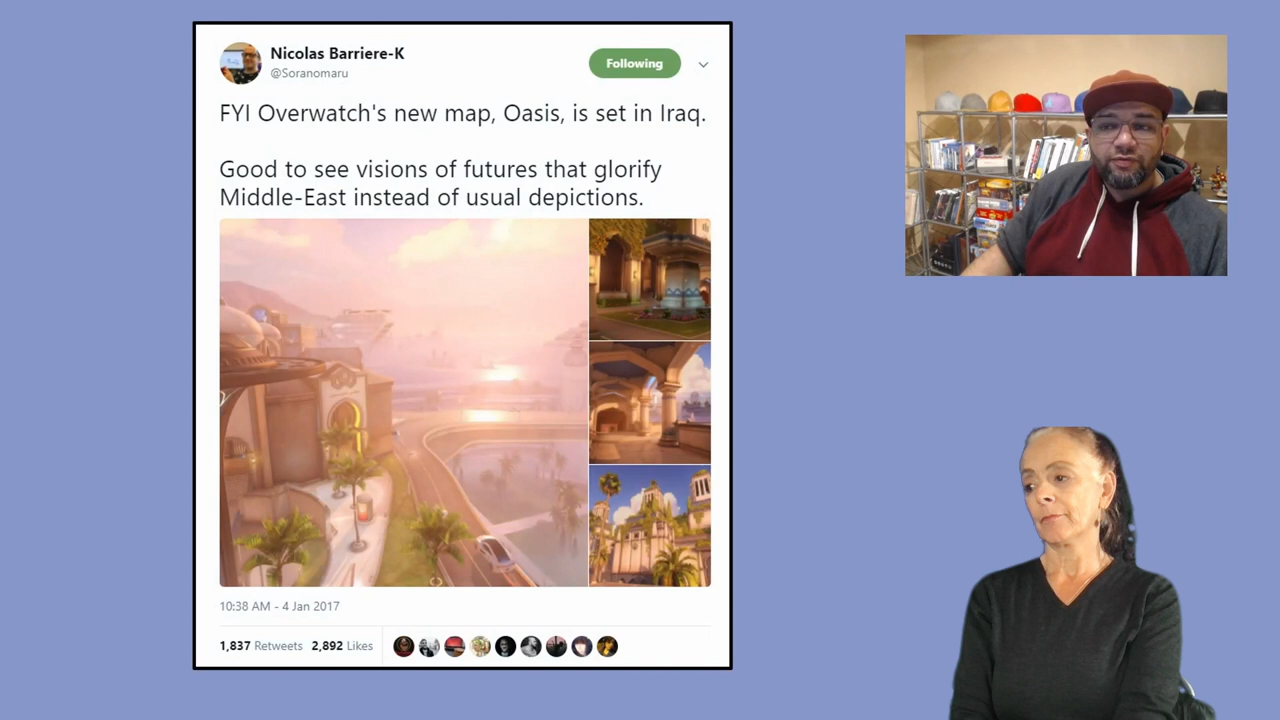 Nicolas Barriere-K
@Soranomaru
Following
FYI Overwatch's new map, Oasis, is set in Iraq.
Good to see visions of futures that glorify
Middle-East instead of usual depictions.
10:38 AM - 4 Jan 2017
1,837 Retweets 2,892 Likes